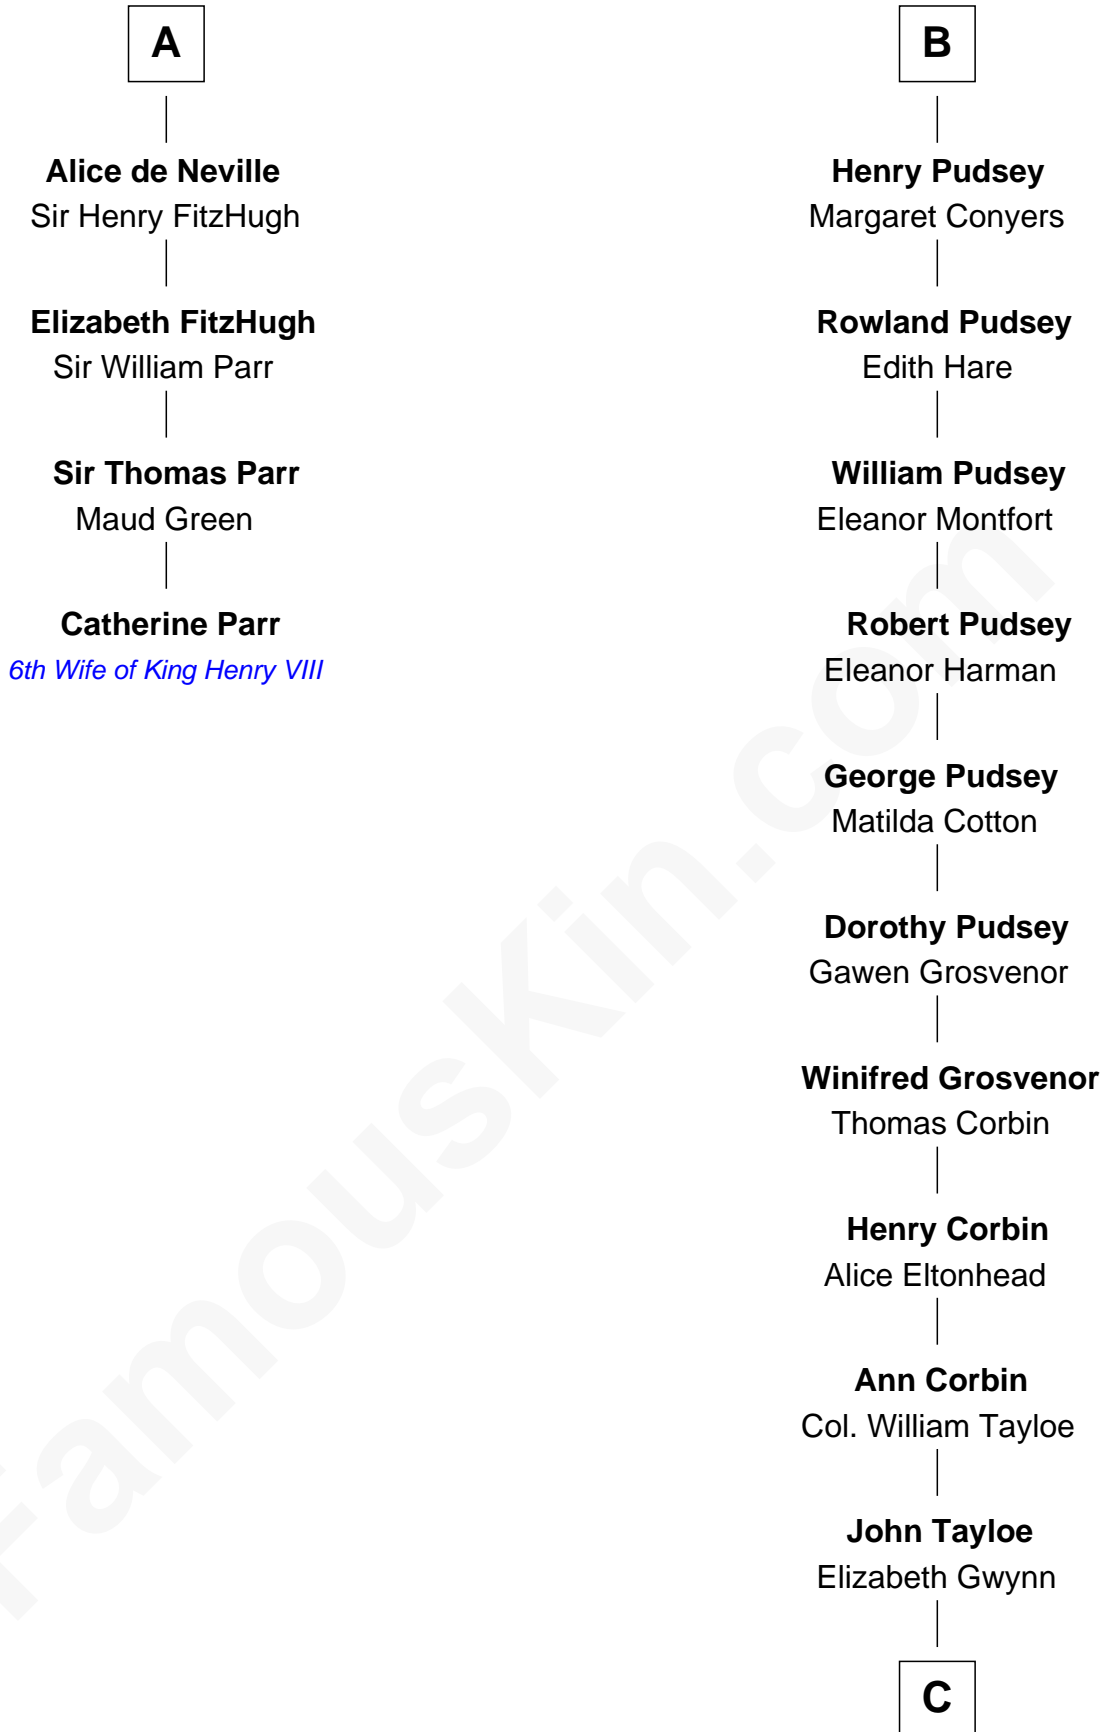 A
Alice de Neville
Sir Henry FitzHugh
Elizabeth FitzHugh
Sir William Parr
Sir Thomas Parr
Maud Green
Catherine Parr
6th Wife of King Henry VIII
B
Henry Pudsey
Margaret Conyers
Rowland Pudsey
Edith Hare
William Pudsey
Eleanor Montfort
Robert Pudsey
Eleanor Harman
George Pudsey
Matilda Cotton
Dorothy Pudsey
Gawen Grosvenor
Winifred Grosvenor
Thomas Corbin
Henry Corbin
Alice Eltonhead
Ann Corbin
Col. William Tayloe
John Tayloe
Elizabeth Gwynn
C
FamousKin.com